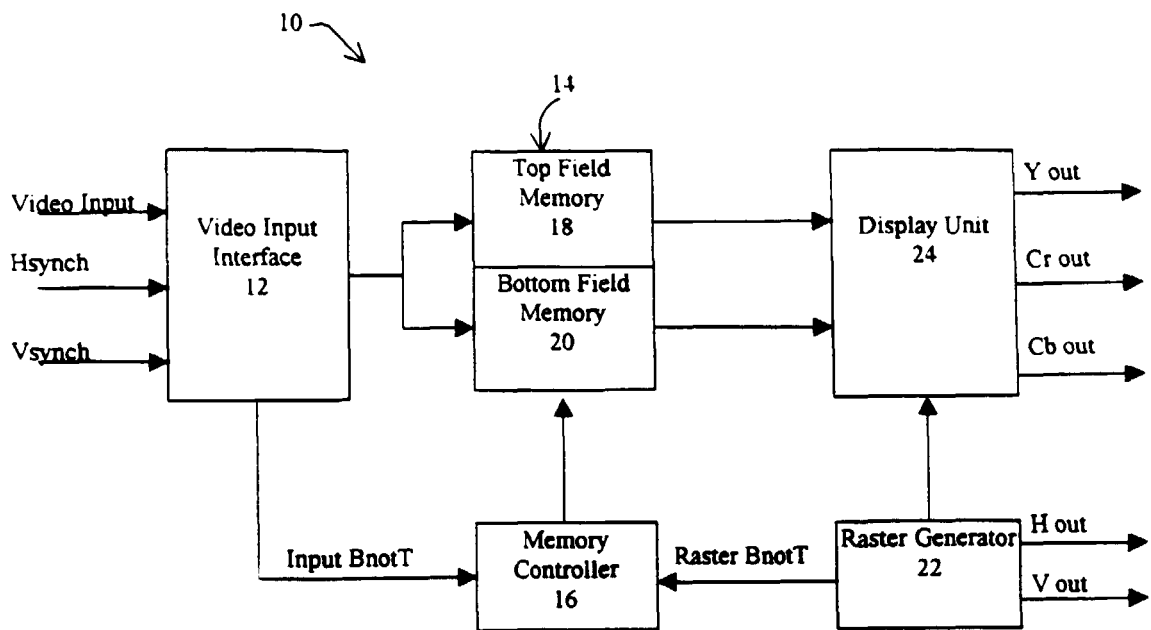 10
14
Video Input
Hsynch
Vsynch
Video Input
Interface
12
Top Field
Memory
18
Bottom Field
Memory
20
Display Unit
24
Y out
Cr out
Cb out
Input BnotT
Memory
Controller
16
Raster BnotT
Raster Generator
22
H out
V out